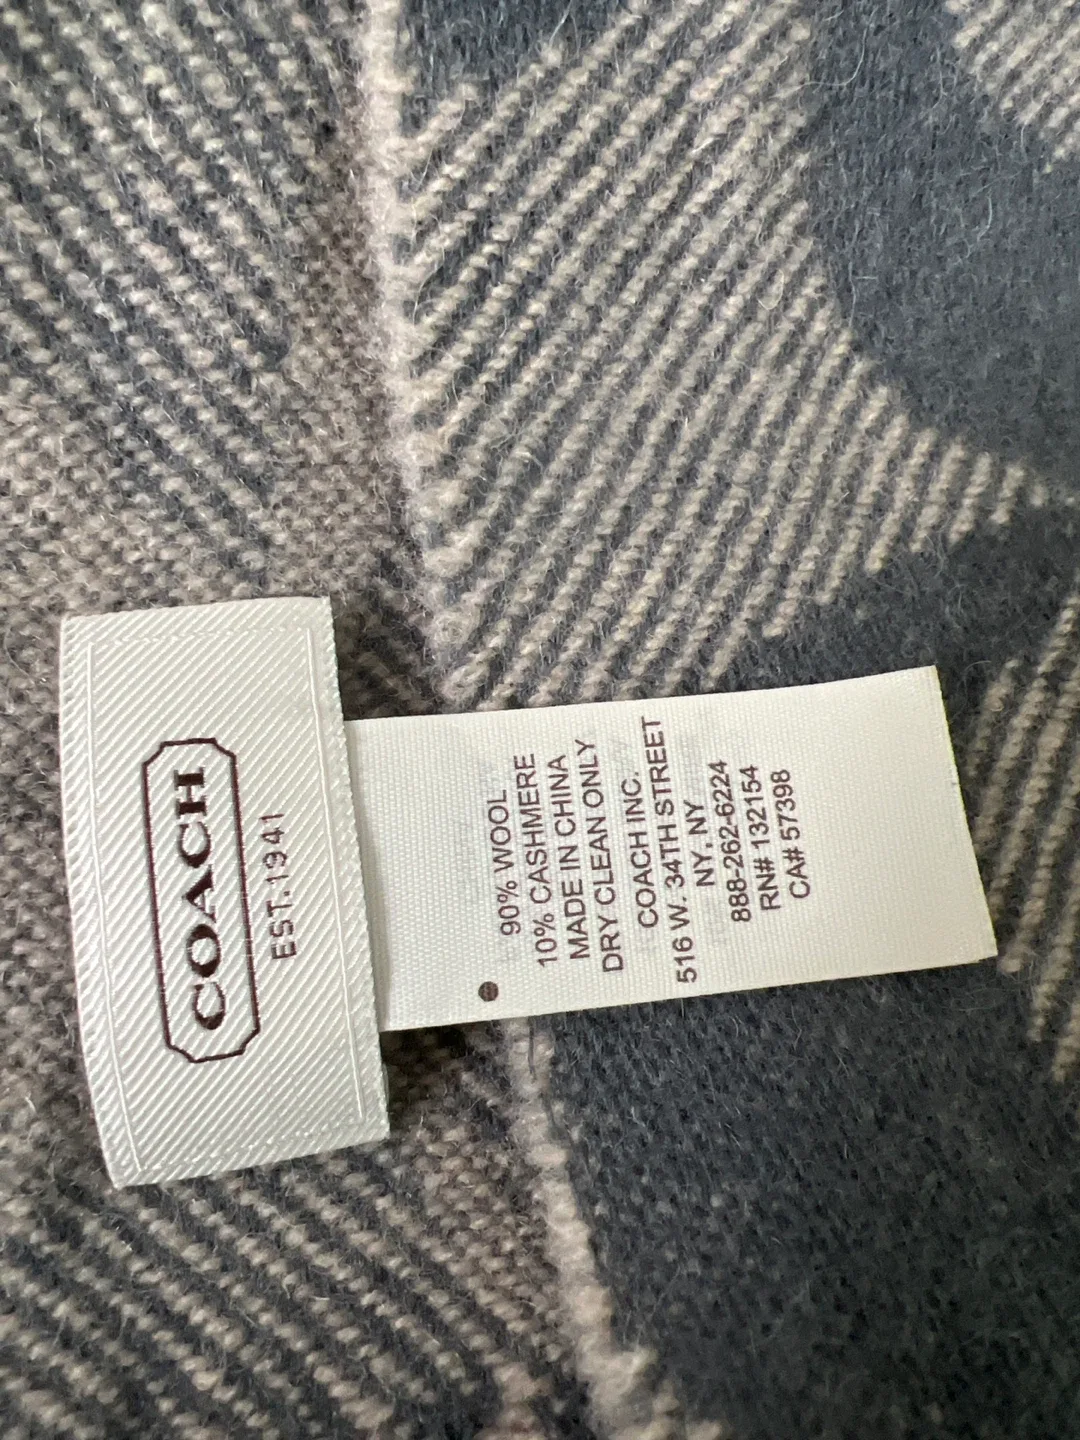 COACH
EST.1941
90% WOOL
10% CASHMERE
MADE IN CHINA
DRY CLEAN ONLY
COACH INC.
516 W. 34TH STREET
NY, NY
888-262-6224
RN# 132154
CA# 57398